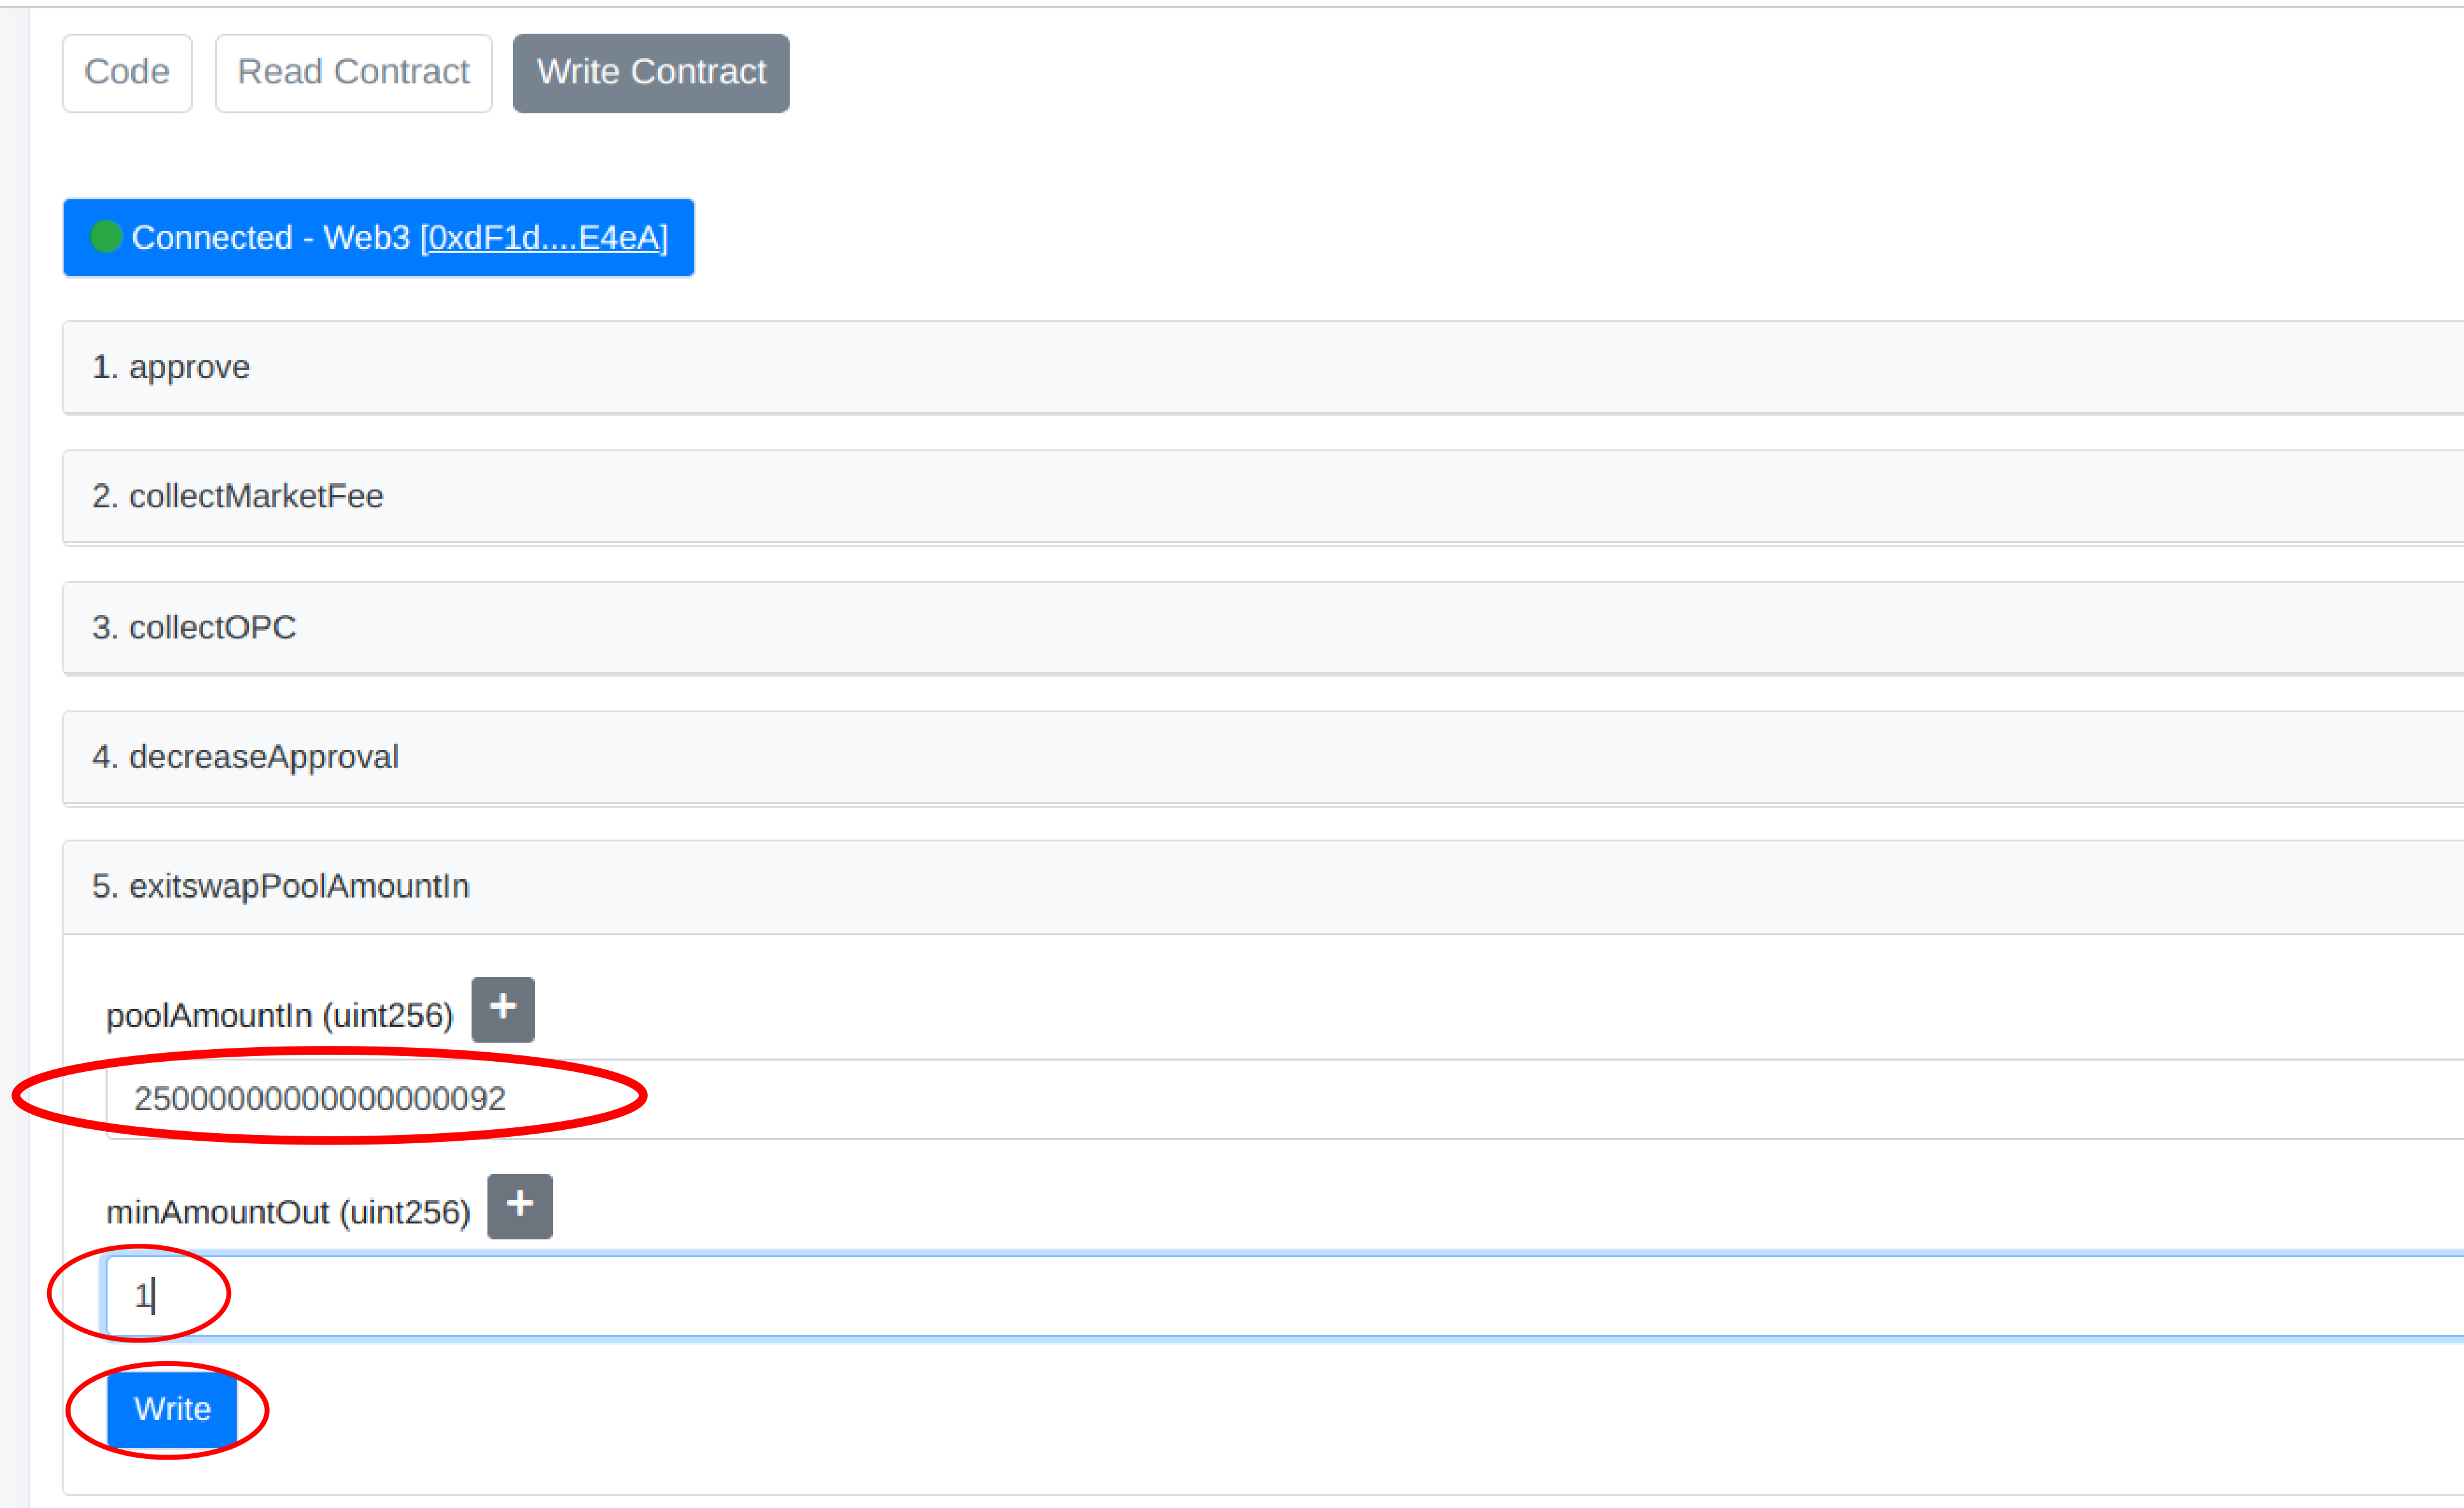 Code
Read Contract
Write Contract
Connected - Web3 [0xdF1d....E4eA]
1. approve
2. collectMarketFee
3. collectOPC
4. decreaseApproval
5. exitswapPoolAmountIn
poolAmountIn (uint256) +
25000000000000000092
minAmountOut (uint256) +
1
Write